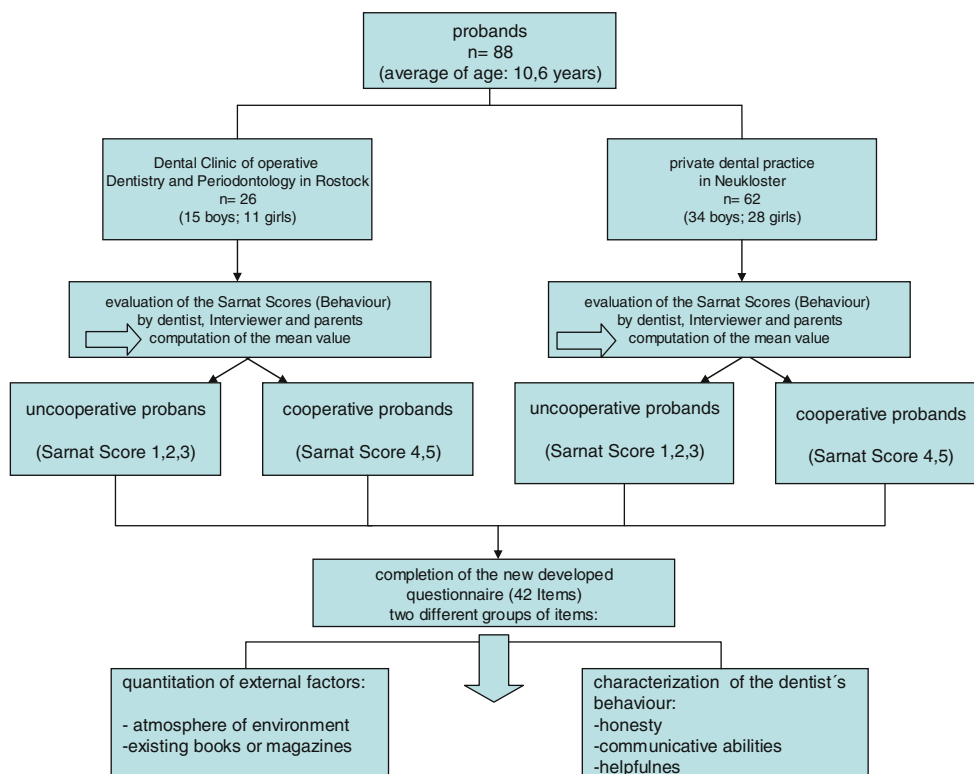 probands
n= 88
(average of age: 10,6 years)
Dental Clinic of operative
Dentistry and Periodontology in Rostock
n= 26
(15 boys; 11 girls)
private dental practice
in Neukloster
n= 62
(34 boys; 28 girls)
evaluation of the Sarnat Scores (Behaviour)
by dentist, Interviewer and parents
computation of the mean value
evaluation of the Sarnat Scores (Behaviour)
by dentist, Interviewer and parents
computation of the mean value
uncooperative probans
(Sarnat Score 1,2,3)
cooperative probands
(Sarnat Score 4,5)
uncooperative probands
(Sarnat Score 1,2,3)
cooperative probands
(Sarnat Score 4,5)
completion of the new developed
questionnaire (42 Items)
two different groups of items:
quantitation of external factors:
- atmosphere of environment
-existing books or magazines
characterization of the dentist´s
behaviour:
-honesty
-communicative abilities
-helpfulnes